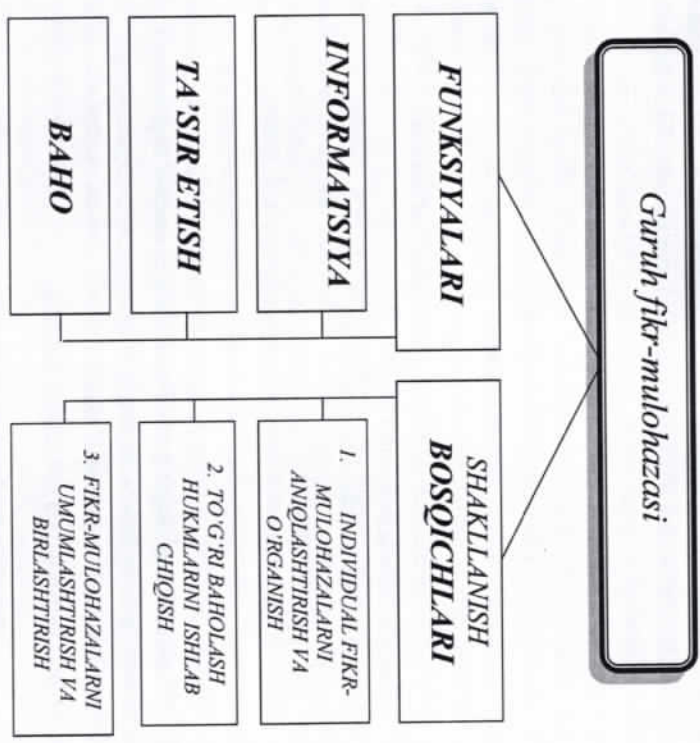 Guruh fikr-mulohazasi
FUNKSIYALARI
INFORMATSIYA
TA'SIR ETISH
BAHO
SHAKLLANISH
BOSQICHLARI
1. INDIVIDUAL FIKR-
MULOHAZALARNI
ANIQLASHTIRISH VA
O'RGANISH
2. TO'G'RI BAHOLASH
HUKMLARINI ISHLAB
CHIQISH
3. FIKR-MULOHAZALARNI
UMUMLASHTIRISH VA
BIRLASHTIRISH